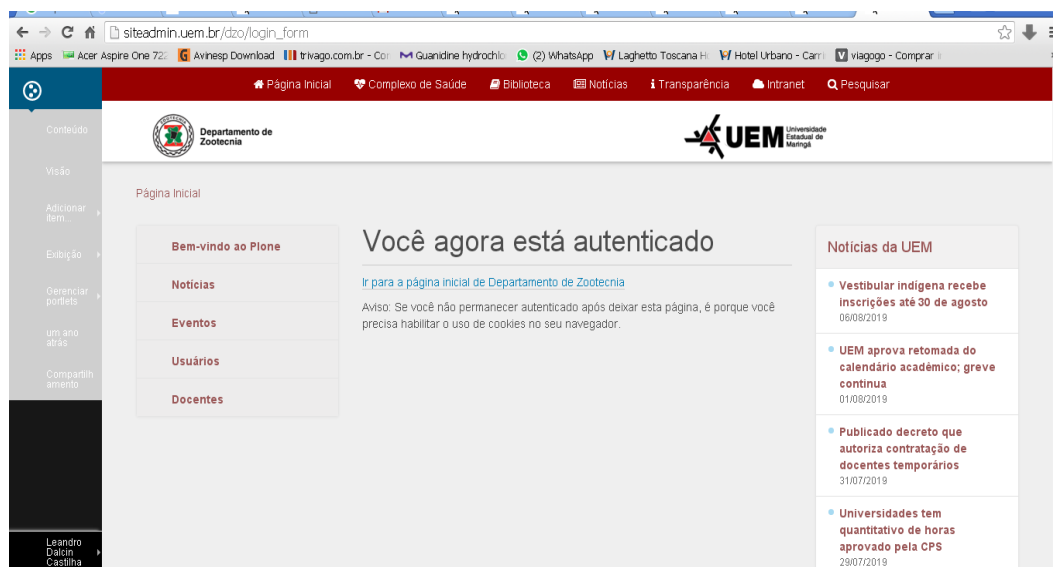 siteadmin.uem.br/dzo/login_form
Apps
Acer Aspire One 722
Avinesp Download
trivago.com.br - Co
Guanidine hydrochlo
(2) WhatsApp
Laghetto Toscana H
Hotel Urbano - Carr
viagogo - Comprar
Página Inicial
Complexo de Saúde
Biblioteca
Notícias
Transparência
Intranet
Pesquisar
Conteúdo
Visão
Adicionar
item...
Exibição
Gerenciar
portlets
um ano
atrás
Compartilh
amento
Leandro
Dalcin
Castilha
Departamento de
Zootecnia
UEM
Universidade
Estadual de
Maringá
Página Inicial
Bem-vindo ao Plone
Notícias
Eventos
Usuários
Docentes
Você agora está autenticado
Ir para a página inicial de Departamento de Zootecnia
Aviso: Se você não permanecer autenticado após deixar esta página, é porque você
precisa habilitar o uso de cookies no seu navegador.
Notícias da UEM
Vestibular indígena recebe
inscrições até 30 de agosto
06/08/2019
UEM aprova retomada do
calendário acadêmico; greve
continua
01/08/2019
Publicado decreto que
autoriza contratação de
docentes temporários
31/07/2019
Universidades tem
quantitativo de horas
aprovado pela CPS
29/07/2019